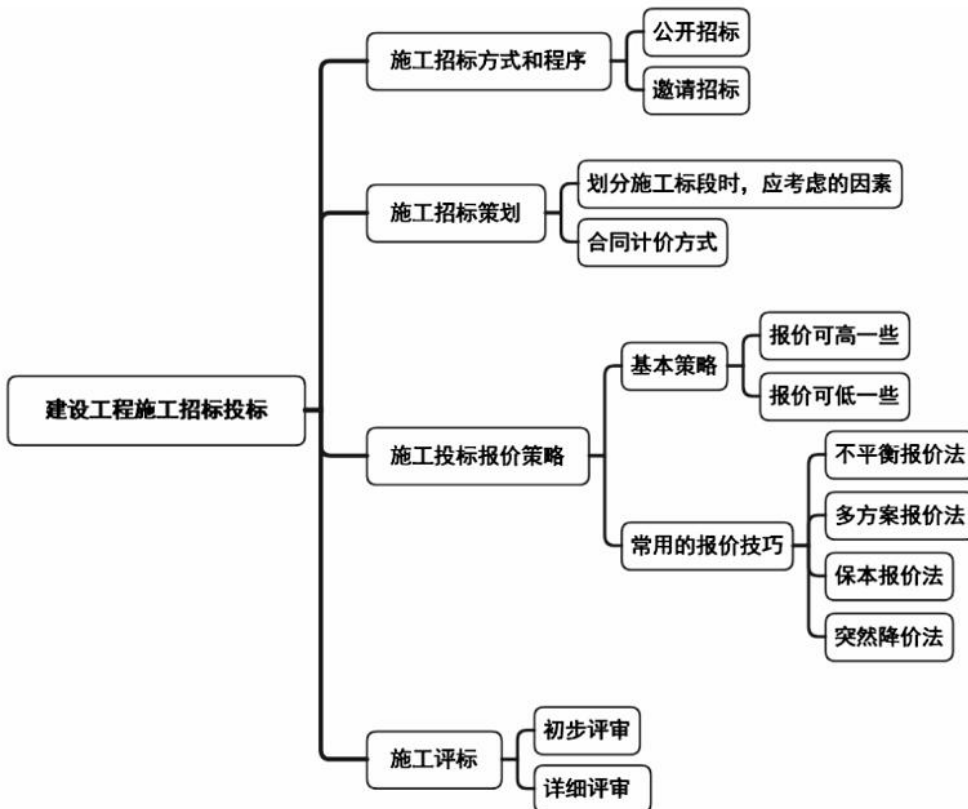 建设工程施工招标投标
施工招标方式和程序
公开招标
邀请招标
施工招标策划
划分施工标段时，应考虑的因素
合同计价方式
施工投标报价策略
基本策略
报价可高一些
报价可低一些
常用的报价技巧
不平衡报价法
多方案报价法
保本报价法
突然降价法
施工评标
初步评审
详细评审